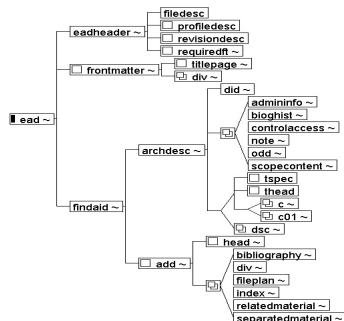 filedesc
eadheader ~
profiledesc
revisiondesc
requiredft ~
titlepage ~
frontmatter ~
div ~
did ~
admininfo ~
bioghist ~
ead ~
controlaccess ~
note ~
archdesc ~
odd ~
scopecontent ~
tspec
thead
c ~
findaid ~
c01 ~
dsc ~
head ~
add ~
bibliography ~
div ~
fileplan ~
index ~
relatedmaterial ~
separatedmaterial ~